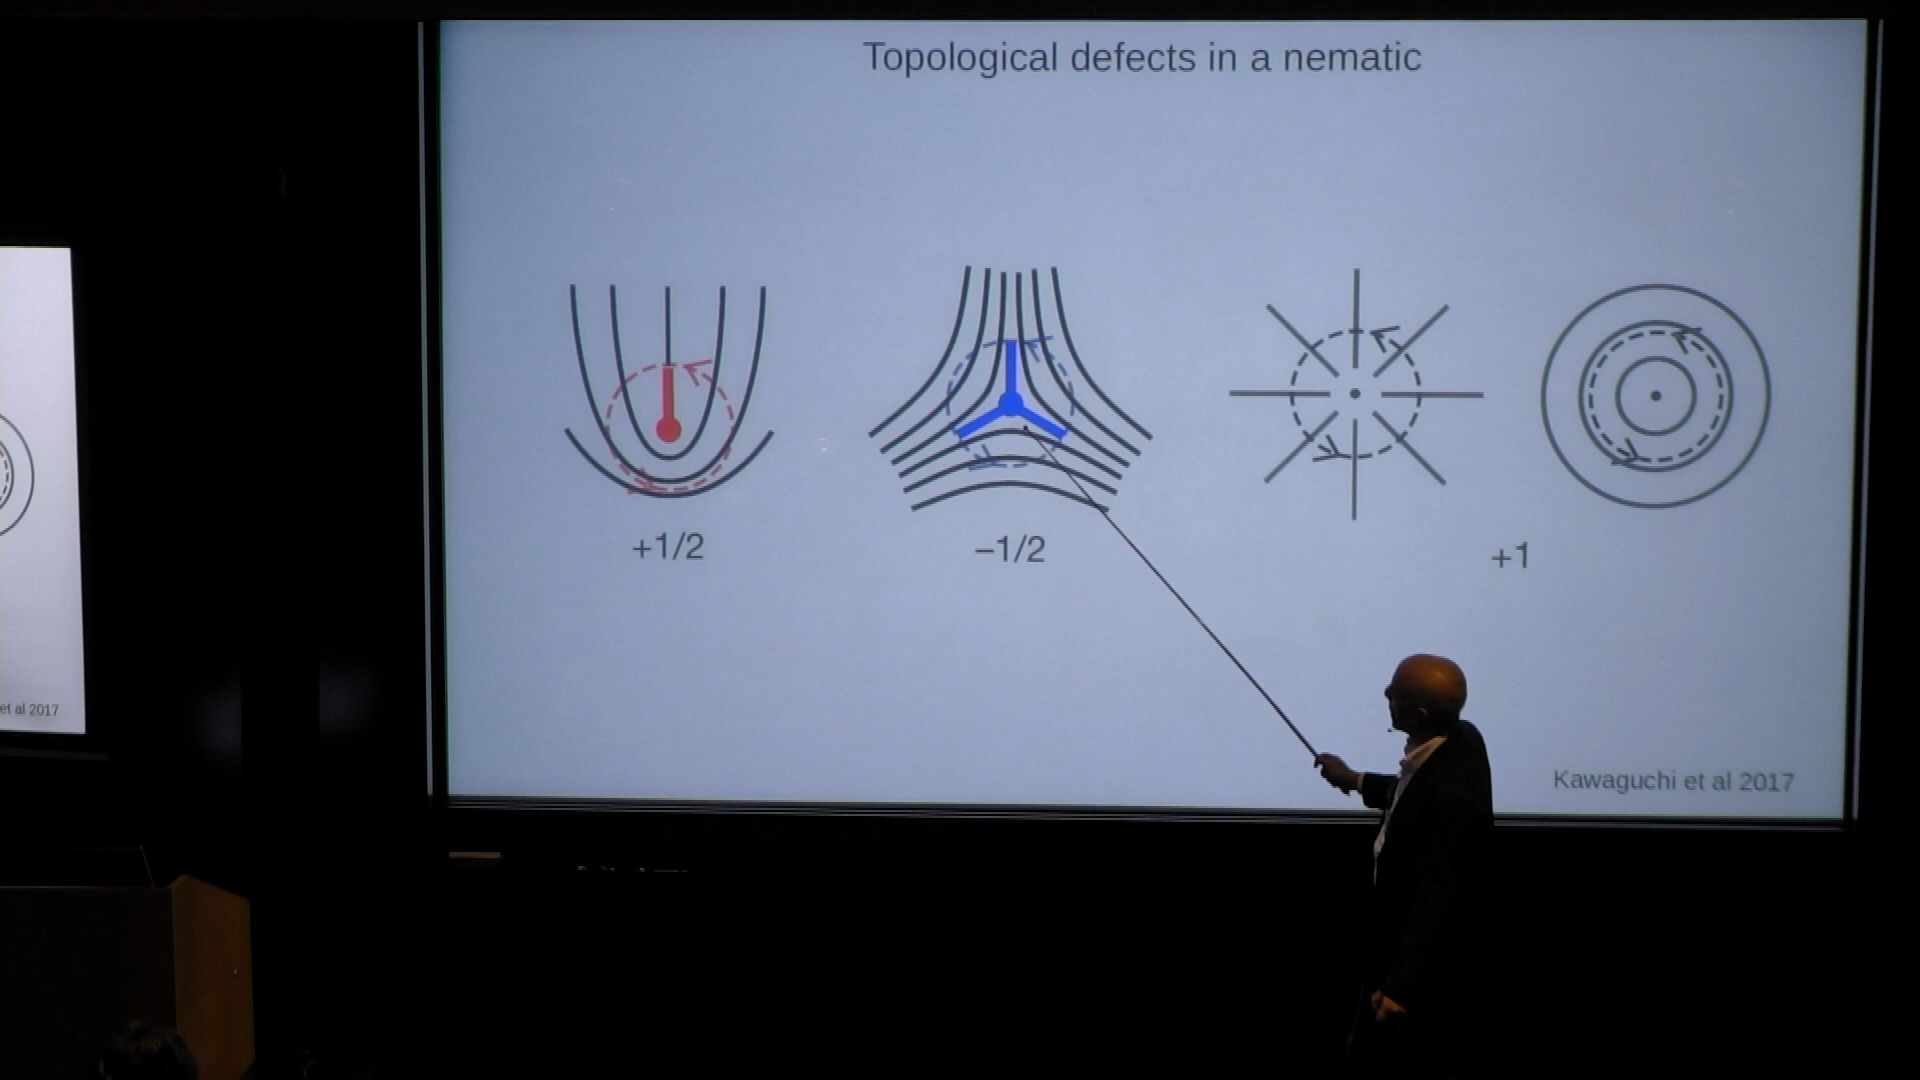 Topological defects in a nematic
+1/2
−1/2
+1
Kawaguchi et al 2017
et al 2017